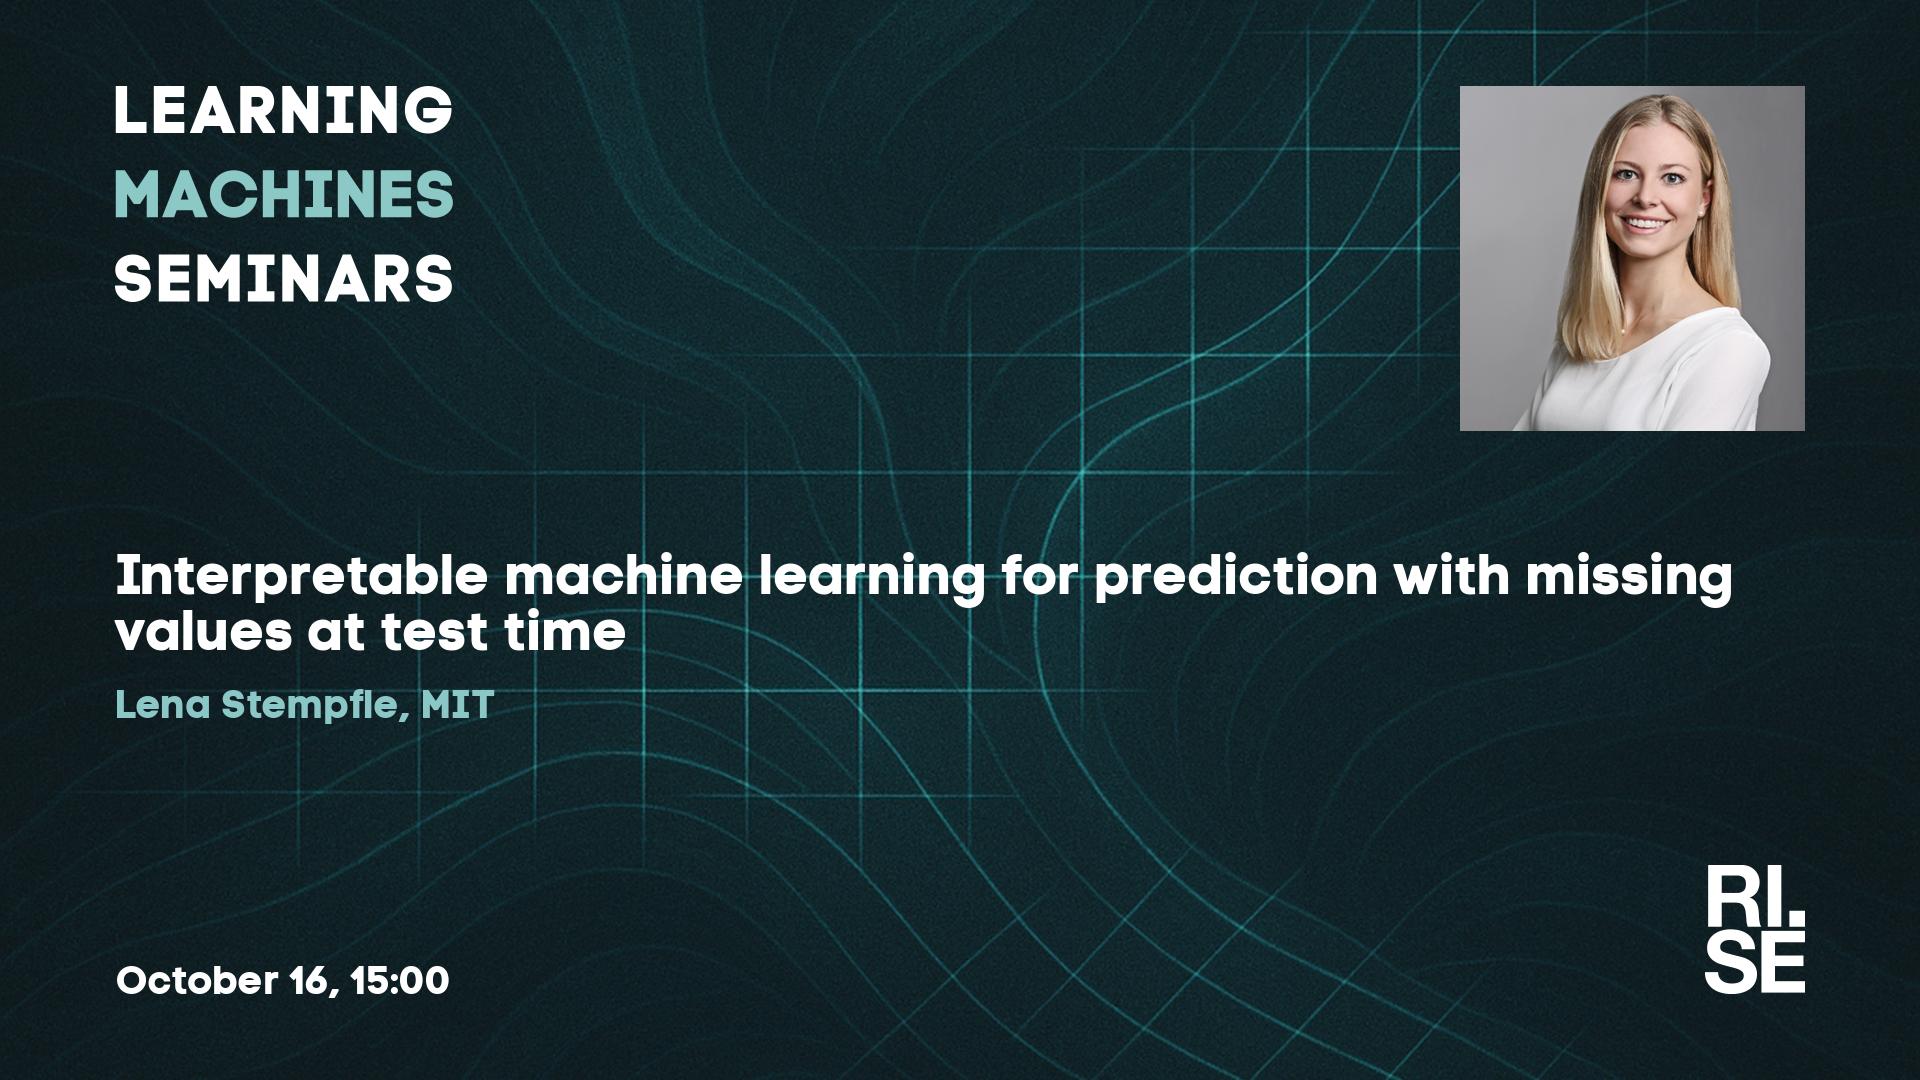 LEARNING
MACHINES
SEMINARS
Interpretable machine learning for prediction with missing
values at test time
Lena Stempfle, MIT
October 16, 15:00
RI.
SE